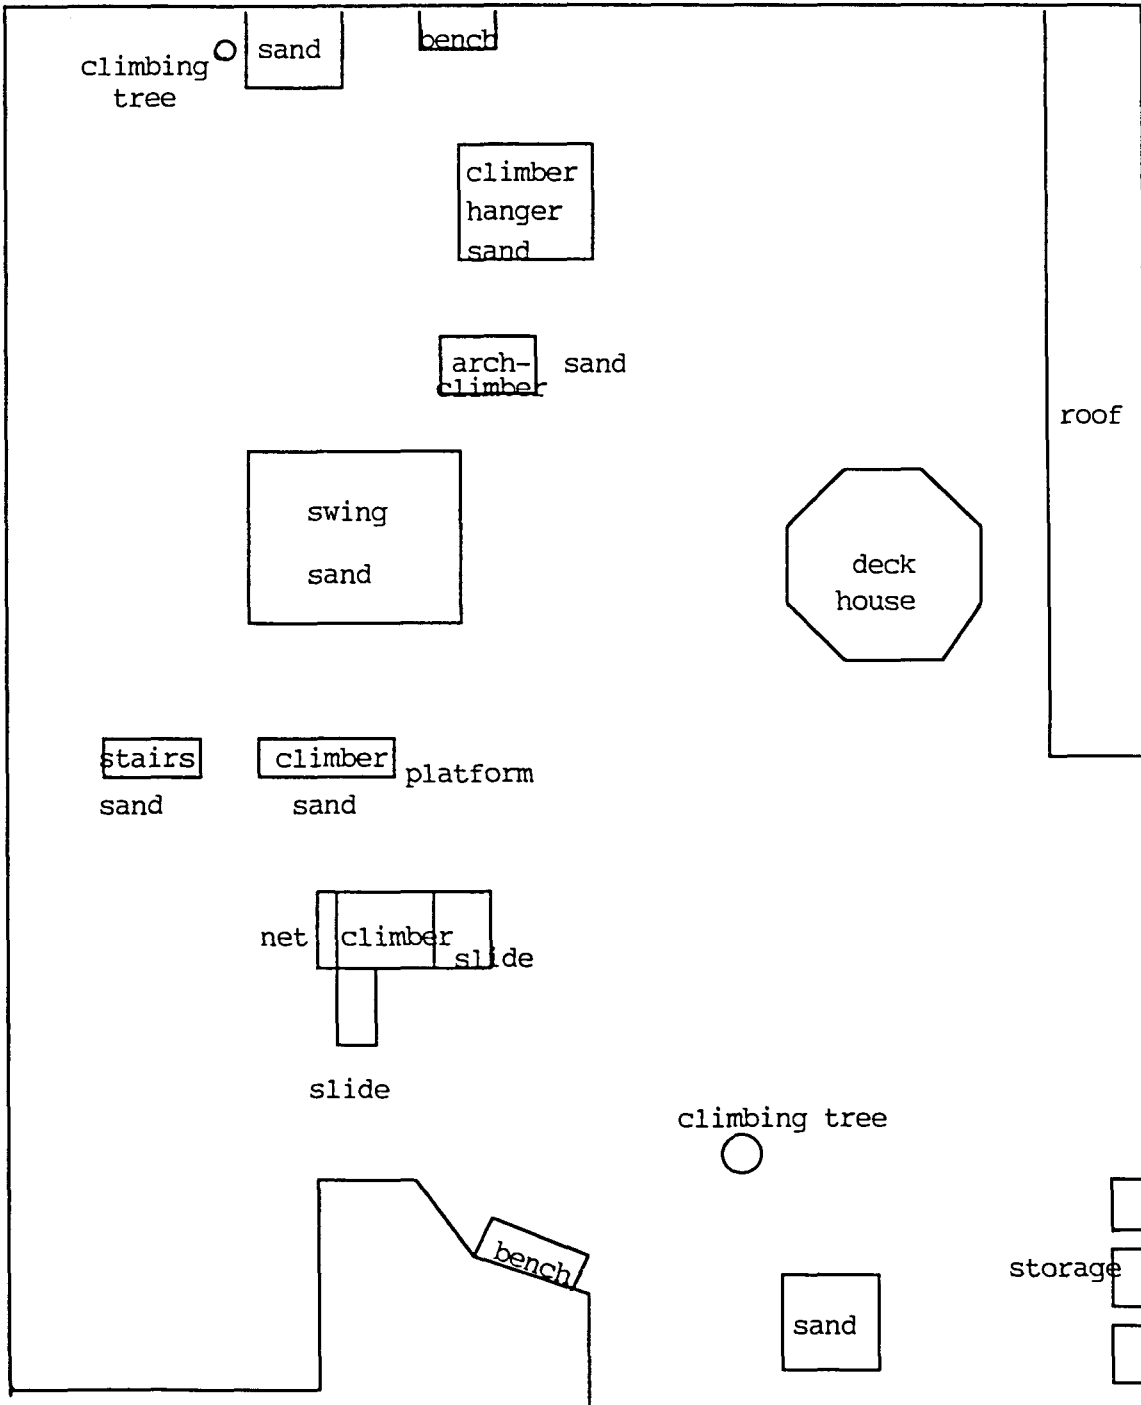 sand
bench
climbing
tree
climber
hanger
sand
arch-
climber
sand
roof
swing
sand
deck
house
stairs
climber
platform
sand
sand
net
climber
slide
slide
climbing tree
bench
storage
sand